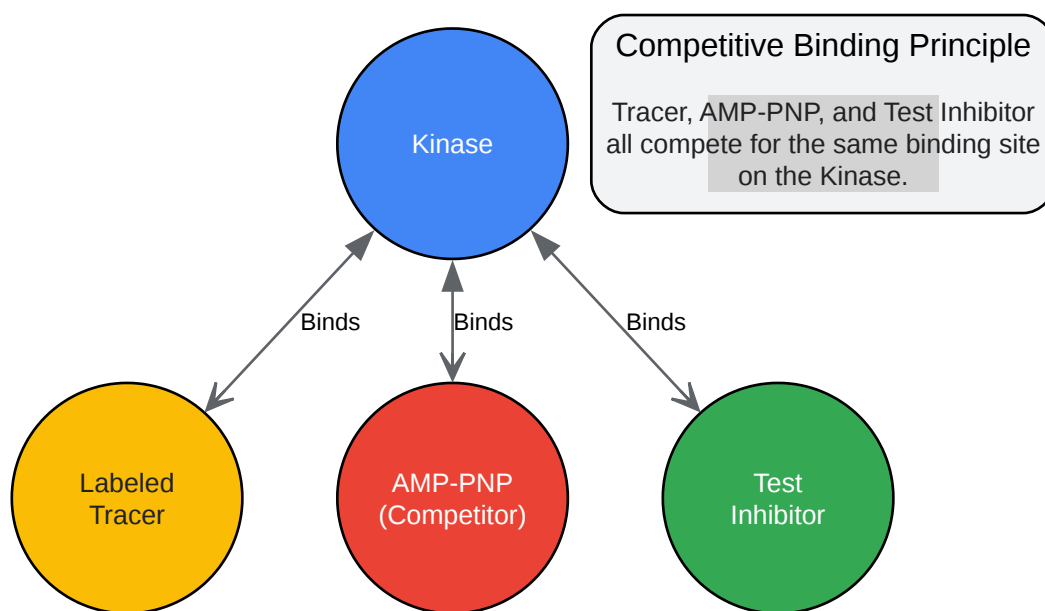 Competitive Binding Principle
Tracer, AMP-PNP, and Test Inhibitor
all compete for the same binding site
on the Kinase.
Kinase
Binds
Binds
Binds
Labeled
Tracer
AMP-PNP
(Competitor)
Test
Inhibitor